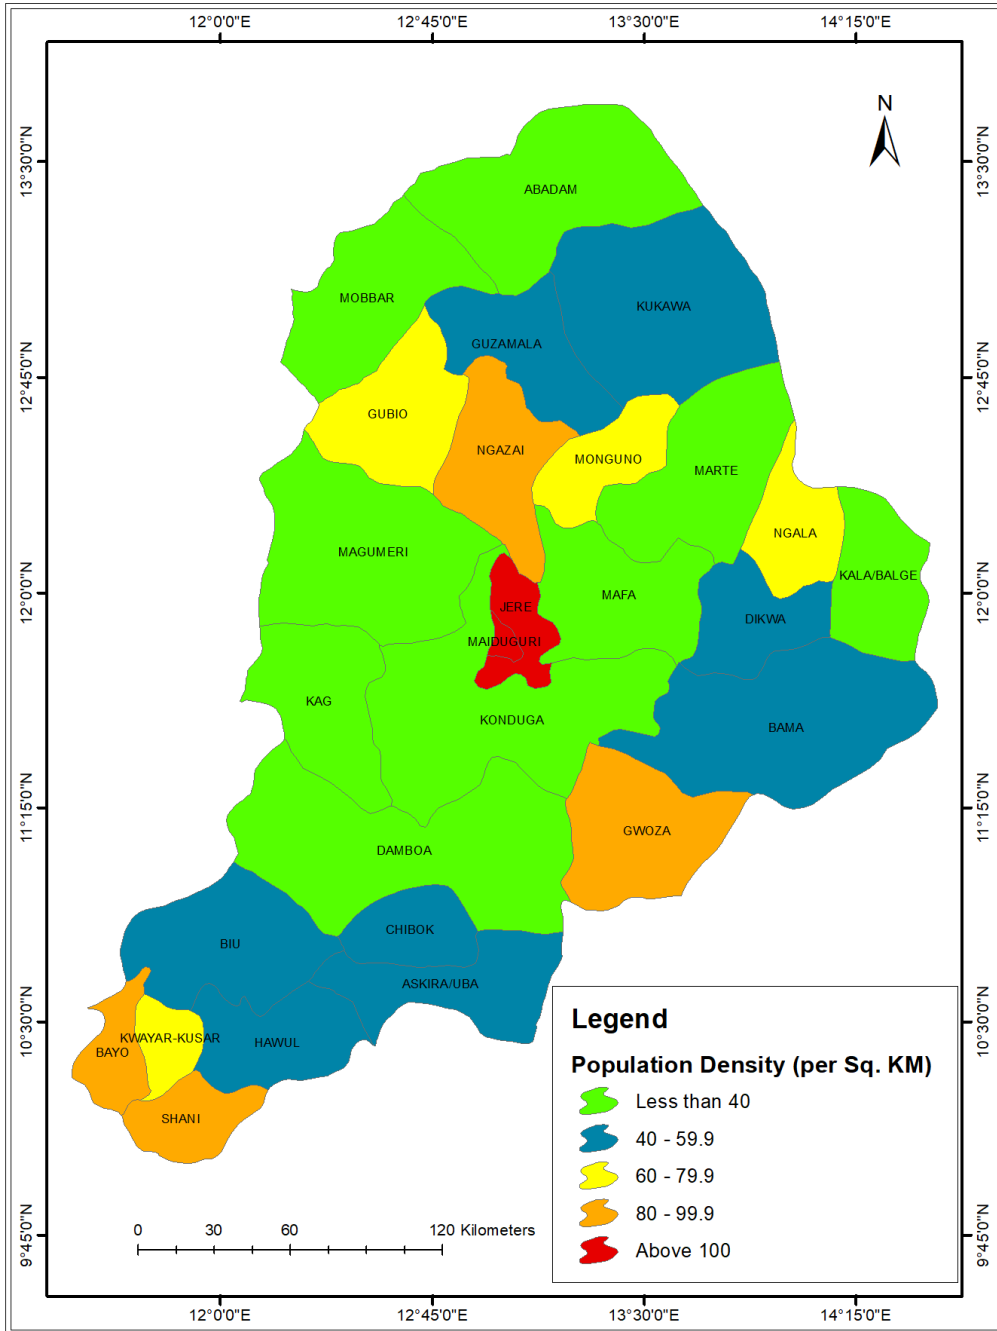 12°0'0"E 12°45'0"E 13°30'0"E 14°15'0"E
N
13°30'0"N 13°30'0"N
ABADAM
MOBBAR
KUKAWA
GUZAMALA
12°45'0"N 12°45'0"N
GUBIO
NGAZAI
MONGUNO
MARTE
NGALA
MAGUMERI
KALA/BALGE
12°0'0"N 12°0'0"N
MAFA
JERE
DIKWA
MAIDUGURI
KAG
KONDUGA
BAMA
11°15'0"N 11°15'0"N
GWOZA
DAMBOA
CHIBOK
BIU
ASKIRA/UBA
10°30'0"N 10°30'0"N
KWAYAR-KUSAR
HAWUL
BAYO
SHANI
Legend
Population Density (per Sq. KM)
Less than 40
40 - 59.9
60 - 79.9
80 - 99.9
Above 100
0 30 60 120 Kilometers
9°45'0"N 9°45'0"N
12°0'0"E 12°45'0"E 13°30'0"E 14°15'0"E